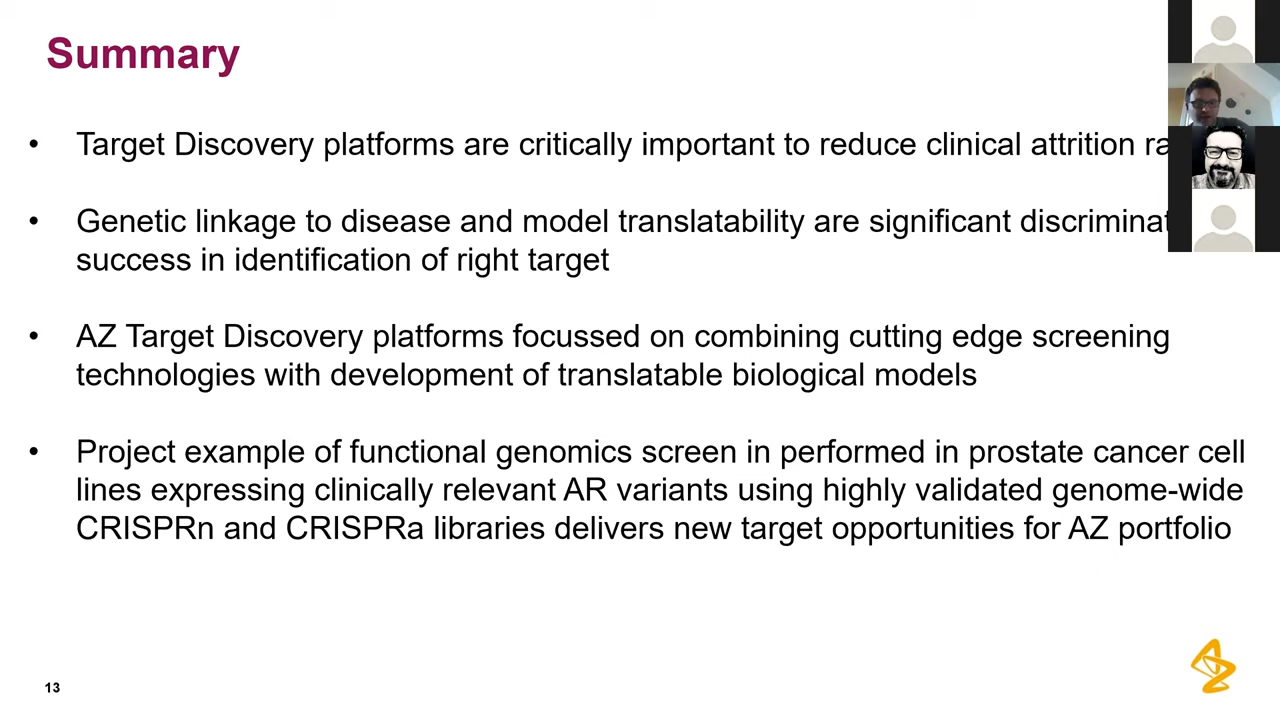 Summary
• Target Discovery platforms are critically important to reduce clinical attrition
• Genetic linkage to disease and model translatability are significant
success in identification of right target
• AZ Target Discovery platforms focussed on combining cutting edge screening
technologies with development of translatable biological models
• Project example of functional genomics screen in performed in prostate cancer cell
lines expressing clinically relevant AR variants using highly validated genome-wide
CRISPRn and CRISPRa libraries delivers new target opportunities for AZ portfolio
13